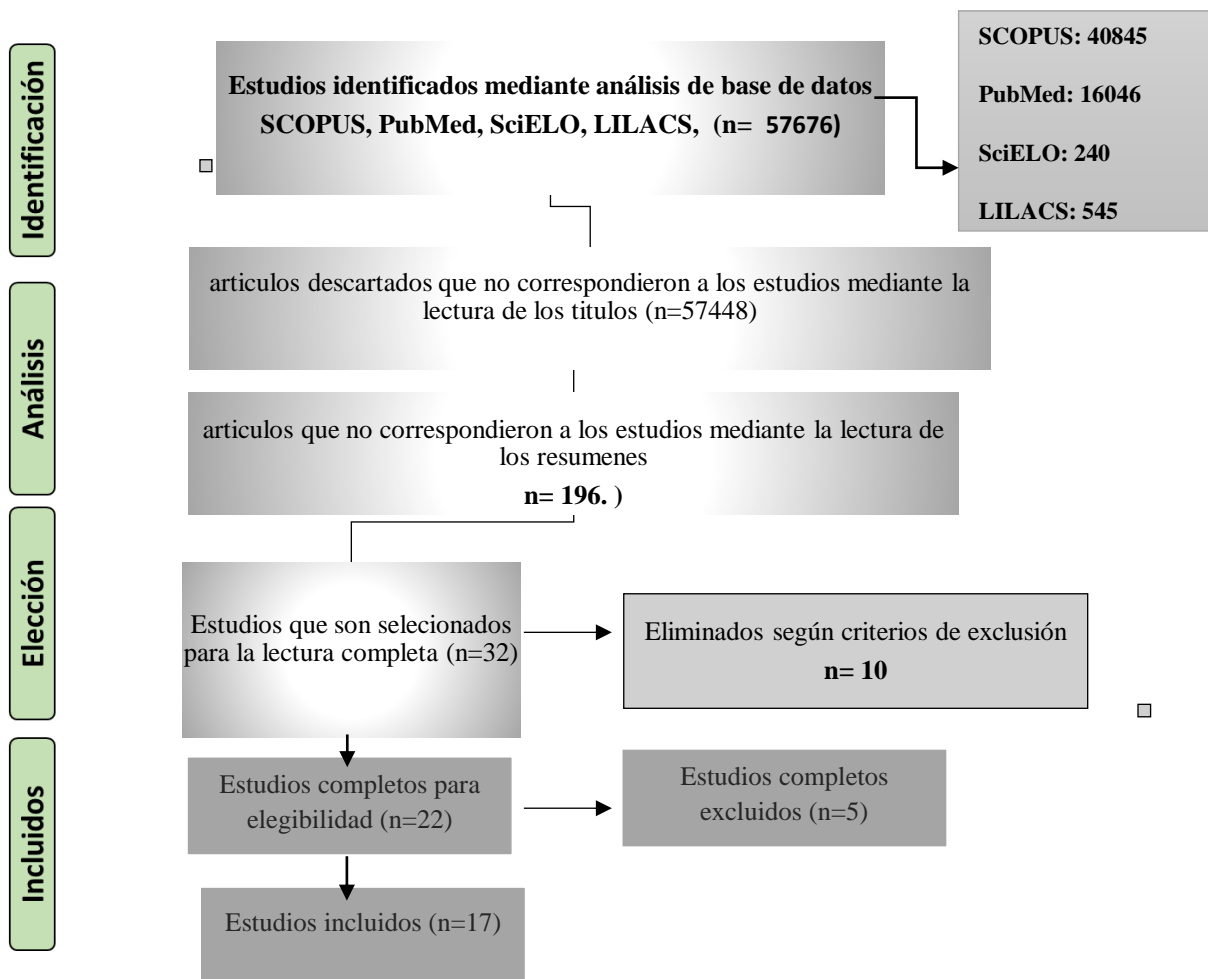 Identificación
Estudios identificados mediante análisis de base de datos
SCOPUS, PubMed, SciELO, LILACS, (n= 57676)
SCOPUS: 40845
PubMed: 16046
SciELO: 240
LILACS: 545
Análisis
articulos descartados que no correspondieron a los estudios mediante la
lectura de los titulos (n=57448)
articulos que no correspondieron a los estudios mediante la lectura de
los resumenes
n= 196. )
Elección
Estudios que son selecionados
para la lectura completa (n=32)
Eliminados según criterios de exclusión
n= 10
Incluidos
Estudios completos para
elegibilidad (n=22)
Estudios completos
excluidos (n=5)
Estudios incluidos (n=17)